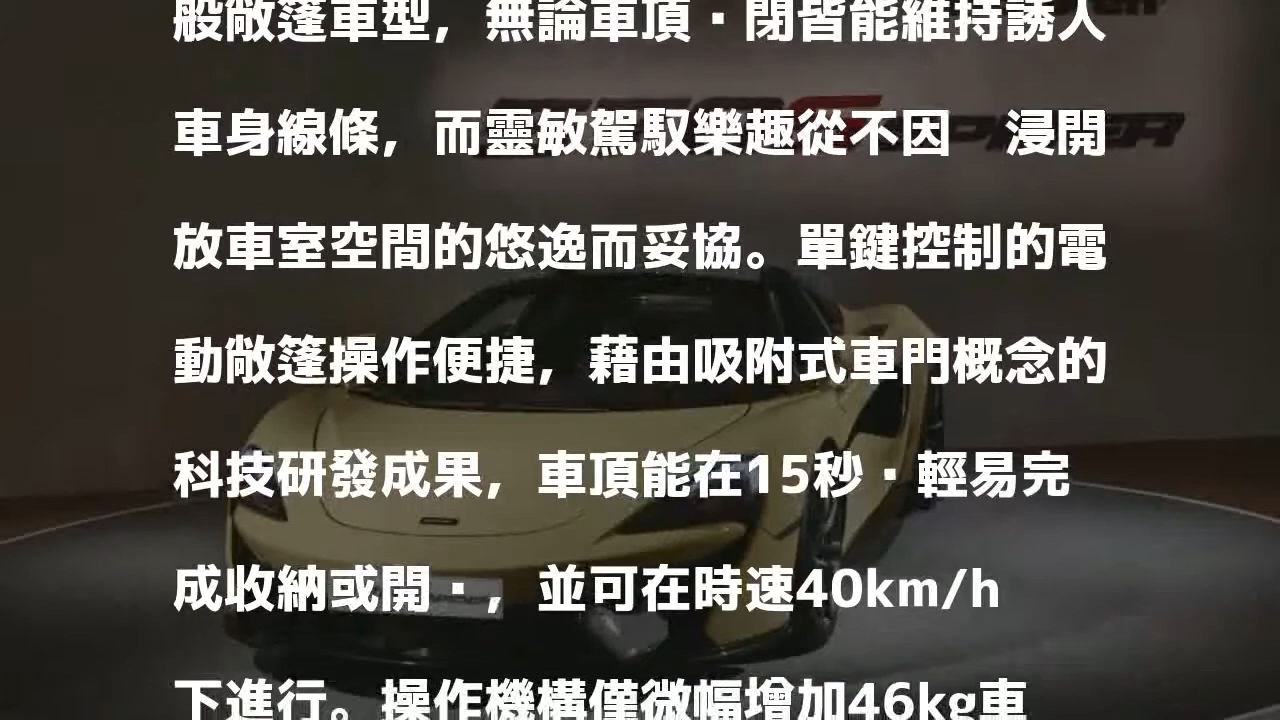 般敞篷車型，無論車頂·閉皆能維持誘人
車身線條，而靈敏駕馭樂趣從不因　浸開
放車室空間的悠逸而妥協。單鍵控制的電
動敞篷操作便捷，藉由吸附式車門概念的
科技研發成果，車頂能在15秒·輕易完
成收納或開·，並可在時速40km/h
下進行。操作機構僅微幅增加46kg車